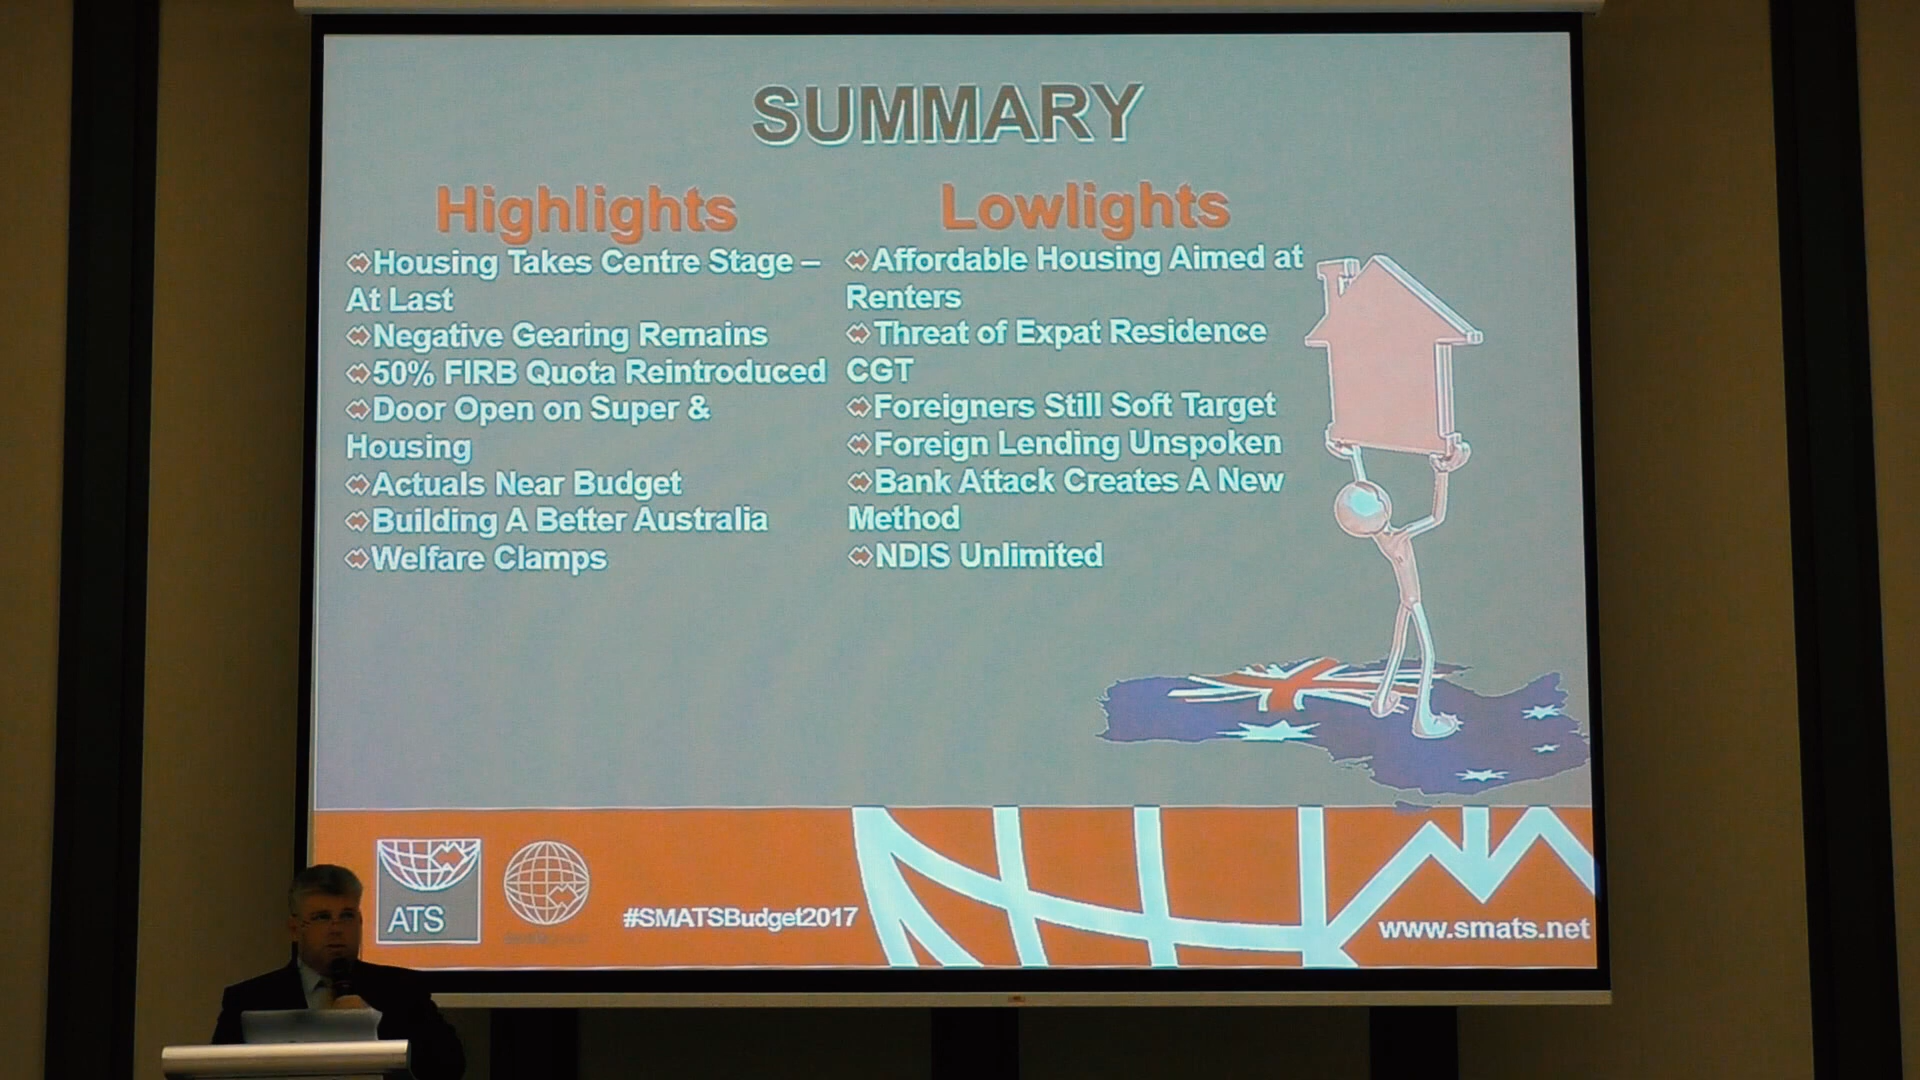 SUMMARY
Highlights
Housing Takes Centre Stage –
At Last
Negative Gearing Remains
50% FIRB Quota Reintroduced
Door Open on Super &
Housing
Actuals Near Budget
Building A Better Australia
Welfare Clamps
Lowlights
Affordable Housing Aimed at
Renters
Threat of Expat Residence
CGT
Foreigners Still Soft Target
Foreign Lending Unspoken
Bank Attack Creates A New
Method
NDIS Unlimited
ATS
#SMATSBudget2017
www.smats.net